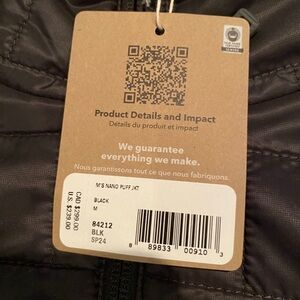 Product Details and Impact
Détails du produit et impact
We guarantee
everything we make.
Nous garantissons tout ce que nous fabriquons.
M'S NANO PUFF JKT
BLACK
M
84212
BLK
SP24
CAD $299.00
U.S. $239.00
8 89833 00910 3